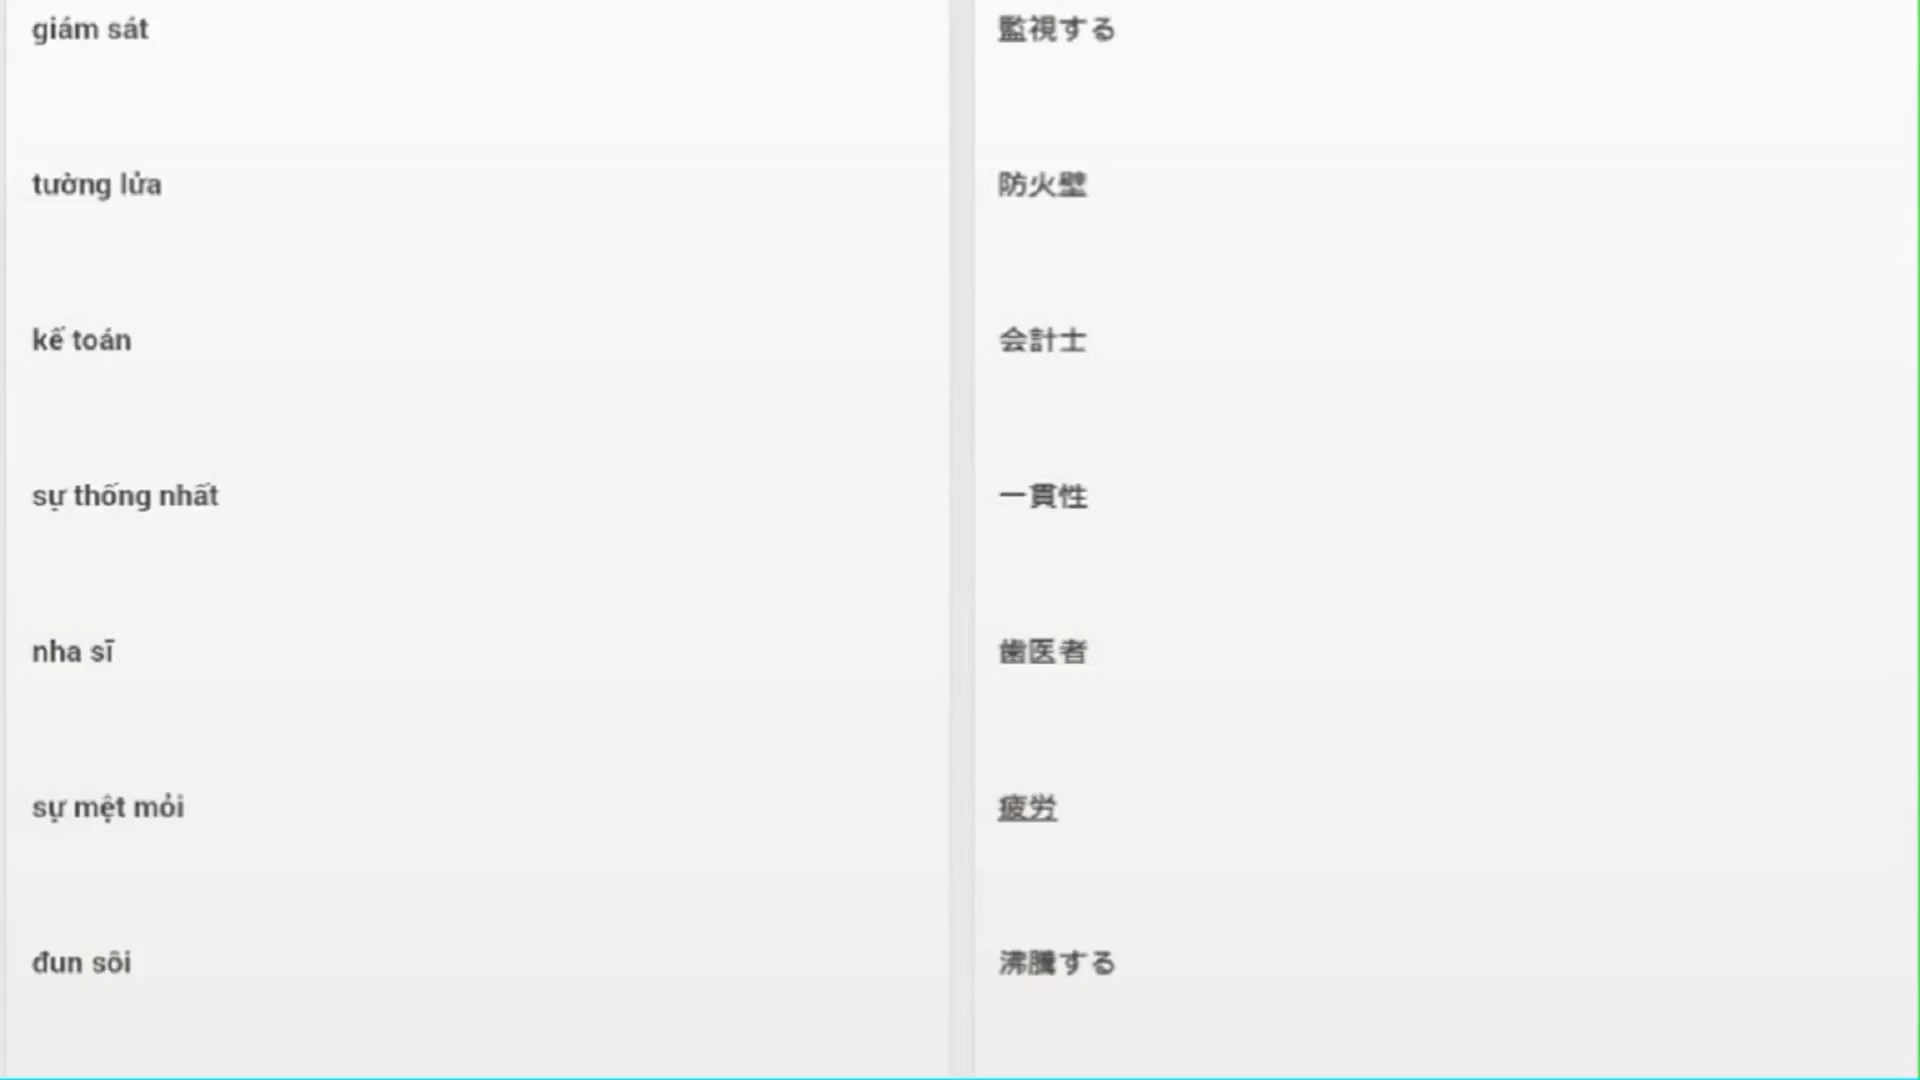 giám sát
監視する
tường lửa
防火壁
kế toán
会計士
sự thống nhất
一貫性
nha sĩ
歯医者
sự mệt mỏi
疲労
đun sôi
沸騰する